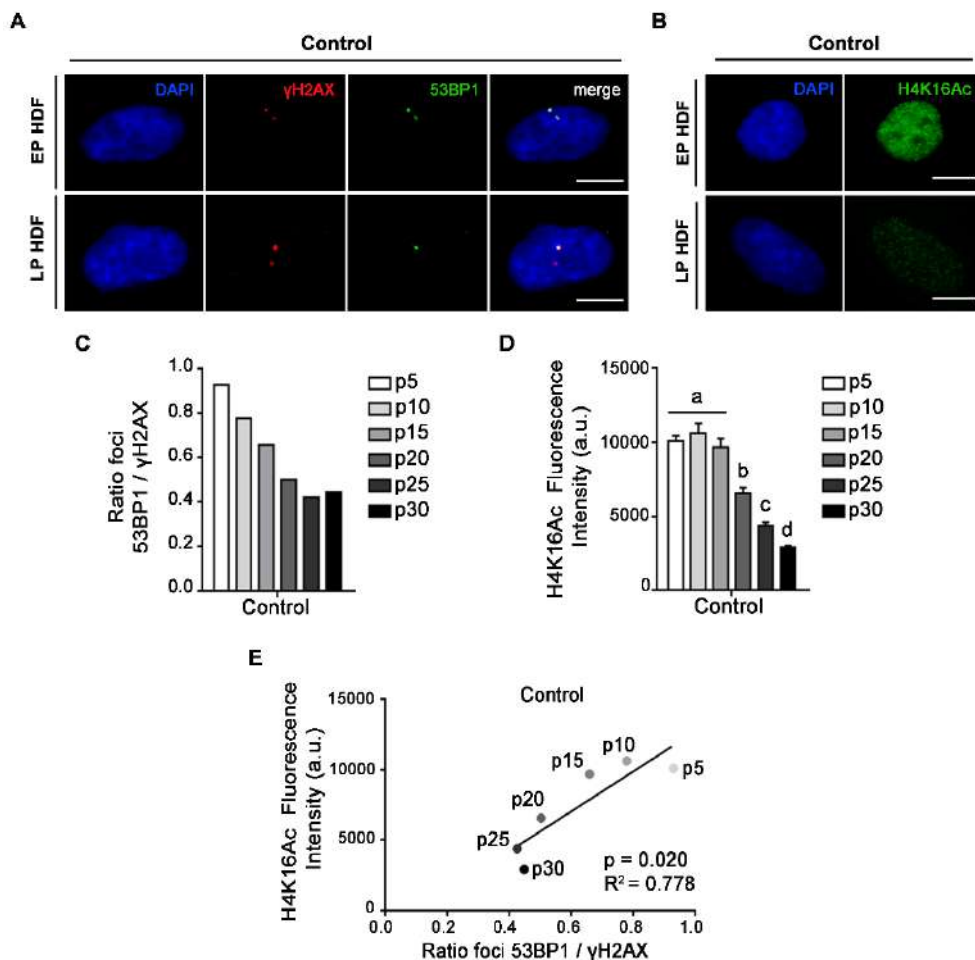 A
Control
DAPI
γH2AX
53BP1
merge
EP HDF
LP HDF
B
Control
DAPI
H4K16Ac
EP HDF
LP HDF
C
Ratio foci
53BP1 / γH2AX
1.0
0.8
0.6
0.4
0.2
0.0
Control
p5
p10
p15
p20
p25
p30
D
H4K16Ac Fluorescence
Intensity (a.u.)
15000
10000
5000
0
a
b
c
d
Control
p5
p10
p15
p20
p25
p30
E
H4K16Ac Fluorescence
Intensity (a.u.)
15000
10000
5000
0
Control
p15
p10
p5
p20
p25
p30
p = 0.020
R² = 0.778
0.0 0.2 0.4 0.6 0.8 1.0
Ratio foci 53BP1 / γH2AX